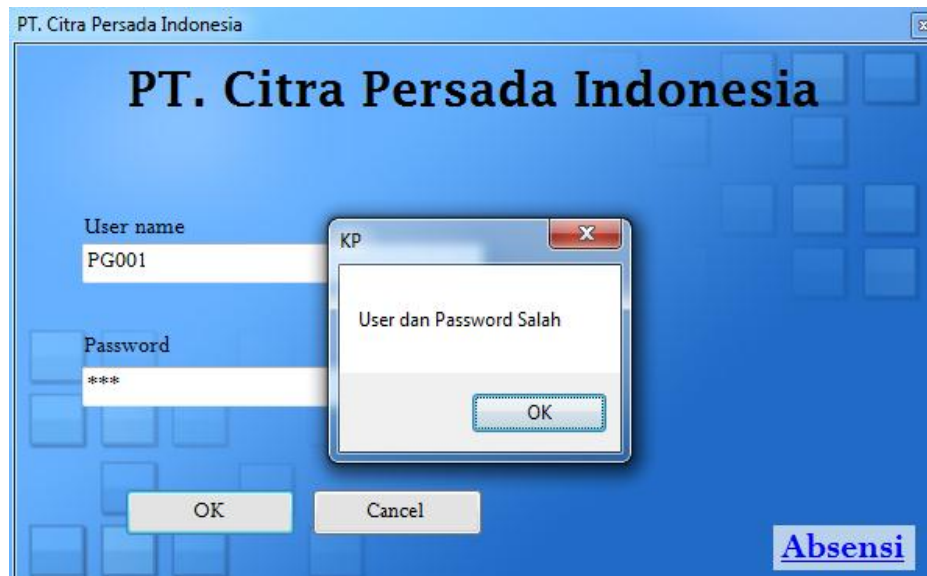 PT. Citra Persada Indonesia
PT. Citra Persada Indonesia
User name
PG001
KP
User dan Password Salah
OK
Password
***
OK
Cancel
Absensi